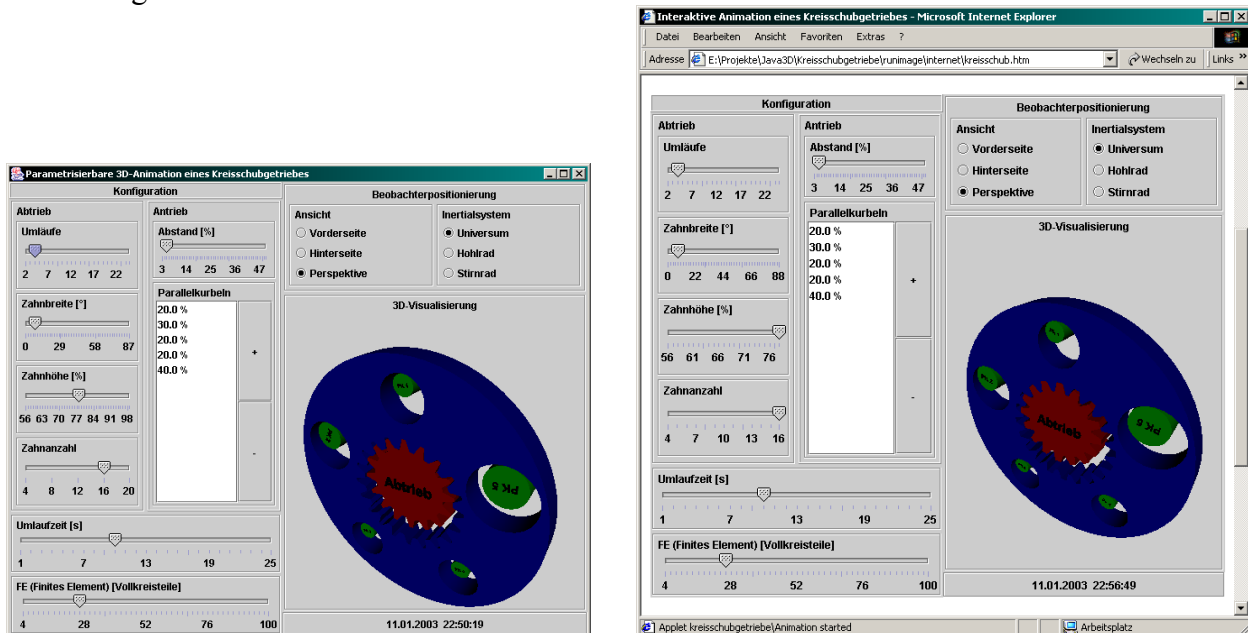 Parametrisierbare 3D-Animation eines Kreisschubgetriebes
Konfiguration
Abtrieb
Umläufe
2 7 12 17 22
Zahnbreite [°]
0 29 58 87
Zahnhöhe [%]
56 63 70 77 84 91 98
Zahnanzahl
4 8 12 16 20
Antrieb
Abstand [%]
3 14 25 36 47
Parallelkurbeln
20.0 %
30.0 %
20.0 %
20.0 %
40.0 %
+
-
Umlaufzeit [s]
1 7 13 19 25
FE (Finites Element) [Vollkreisteile]
4 28 52 76 100
Beobachterpositionierung
Ansicht
Vorderseite
Hinterseite
Perspektive
Inertialsystem
Universum
Hohlrad
Stirnrad
3D-Visualisierung
Abtrieb
PK 5
11.01.2003 22:50:19
Interaktive Animation eines Kreisschubgetriebes - Microsoft Internet Explorer
Datei Bearbeiten Ansicht Favoriten Extras ?
Adresse E:\Projekte\Java3D\Kreisschubgetriebe\runimage\internet\kreisschub.htm Wechseln zu Links »
Konfiguration
Abtrieb
Umläufe
2 7 12 17 22
Zahnbreite [°]
0 22 44 66 88
Zahnhöhe [%]
56 61 66 71 76
Zahnanzahl
4 7 10 13 16
Antrieb
Abstand [%]
3 14 25 36 47
Parallelkurbeln
20.0 %
30.0 %
20.0 %
20.0 %
40.0 %
+
-
Umlaufzeit [s]
1 7 13 19 25
FE (Finites Element) [Vollkreisteile]
4 28 52 76 100
Beobachterpositionierung
Ansicht
Vorderseite
Hinterseite
Perspektive
Inertialsystem
Universum
Hohlrad
Stirnrad
3D-Visualisierung
Abtrieb
PK 5
11.01.2003 22:56:49
Applet kreisschubgetriebe\Animation started Arbeitsplatz